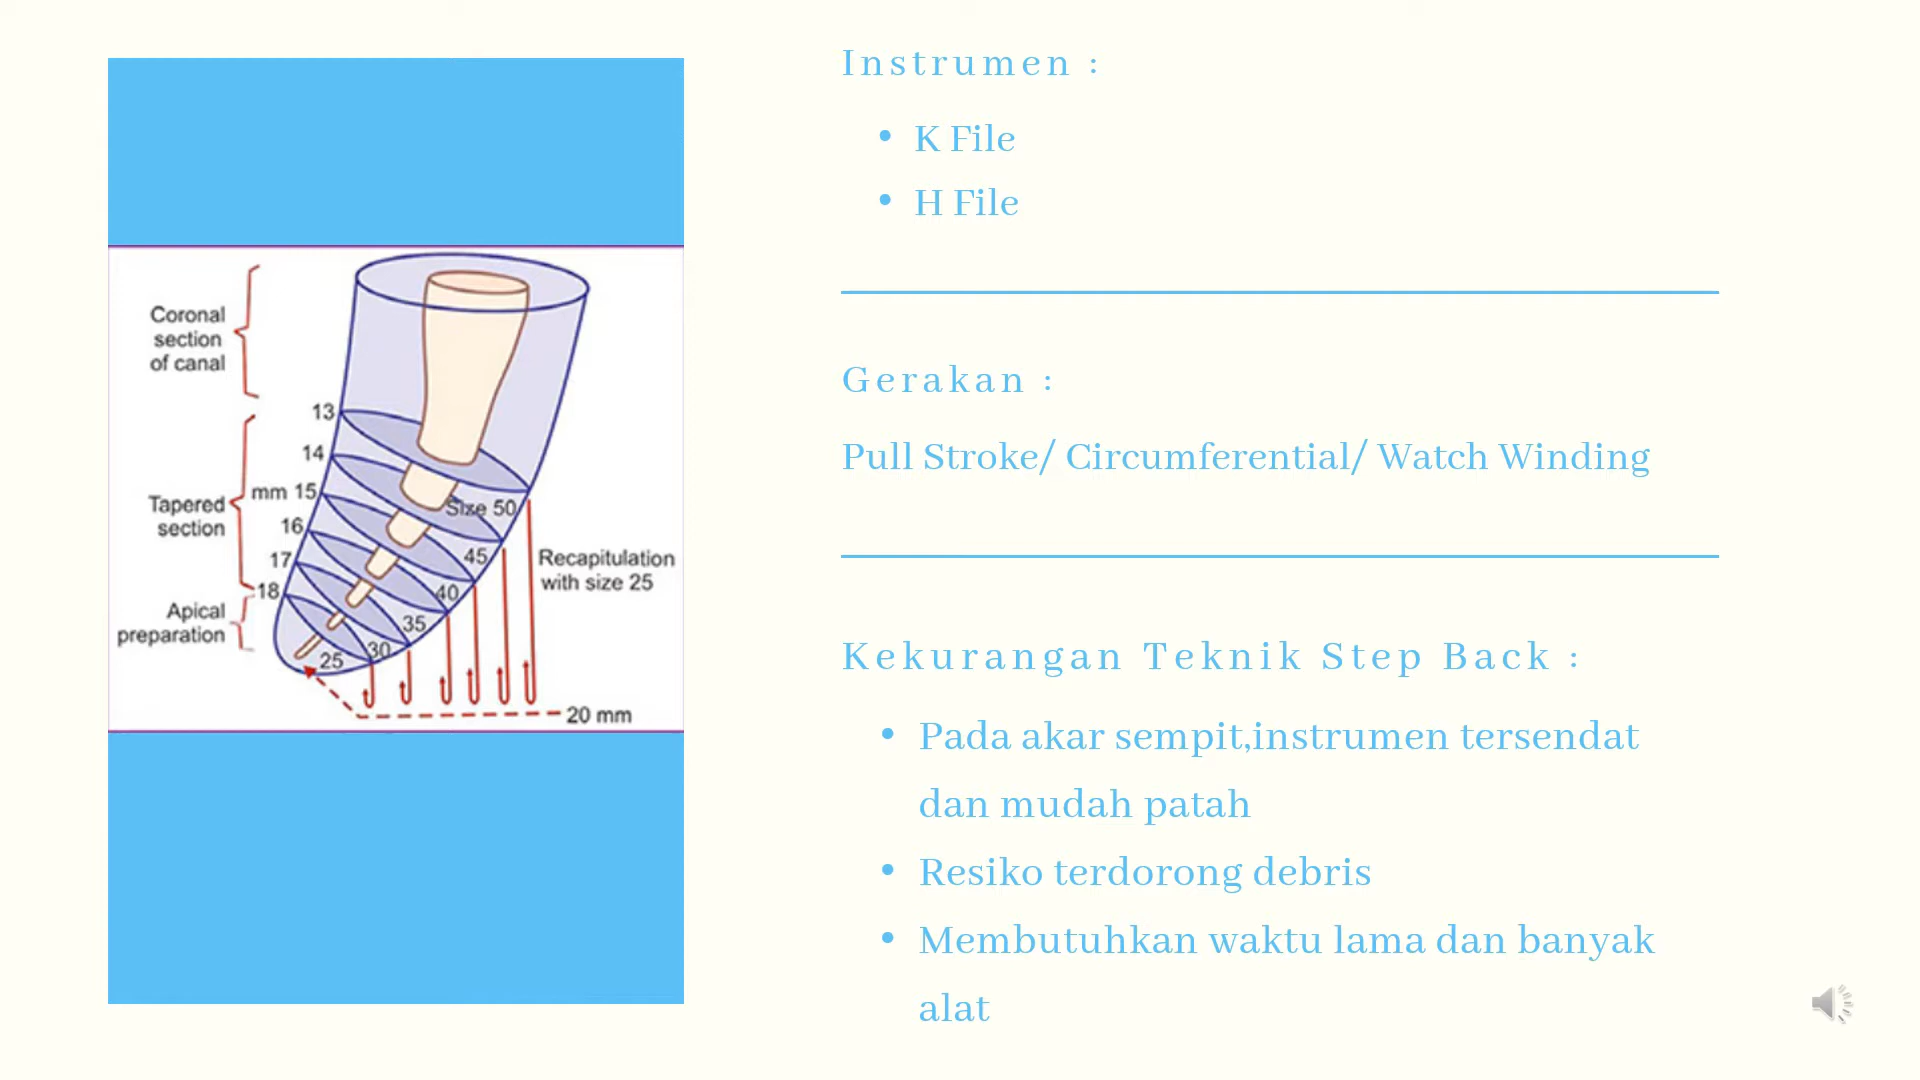 Coronal
section
of canal
13
14
mm 15
Tapered
section
16
17
18
Apical
preparation
Size 50
45
40
35
30
25
Recapitulation
with size 25
20 mm
Instrumen :
• K File
• H File
Gerakan :
Pull Stroke/ Circumferential/ Watch Winding
Kekurangan Teknik Step Back :
• Pada akar sempit,instrumen tersendat
dan mudah patah
• Resiko terdorong debris
• Membutuhkan waktu lama dan banyak
alat